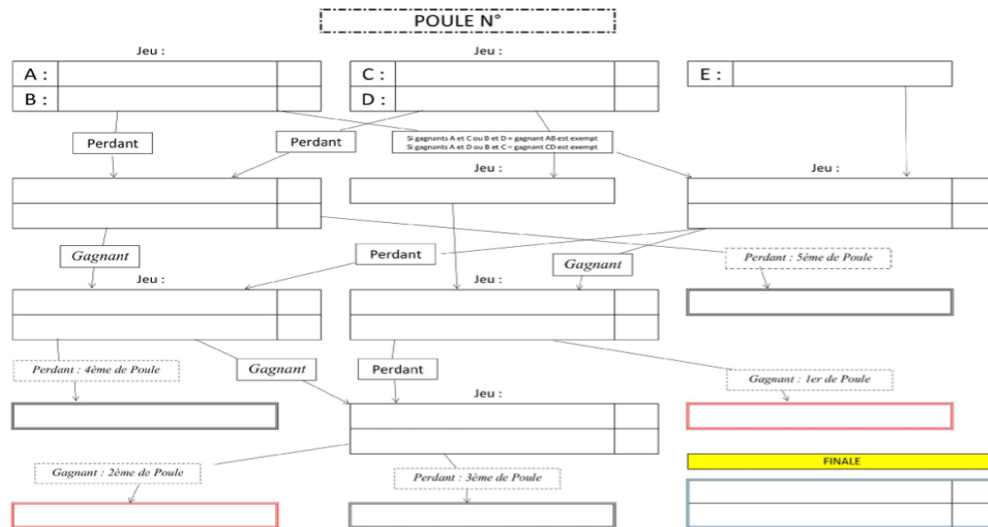 POULE N°
Jeu :
Jeu :
A :
C :
E :
B :
D :
Perdant
Perdant
Si gagnants A et C ou B et D = gagnant AB est exempt
Si gagnants A et D ou B et C = gagnant CD est exempt
Jeu :
Jeu :
Gagnant
Perdant
Gagnant
Perdant : 5ème de Poule
Jeu :
Jeu :
Perdant : 4ème de Poule
Gagnant
Perdant
Gagnant : 1er de Poule
Jeu :
FINALE
Gagnant : 2ème de Poule
Perdant : 3ème de Poule